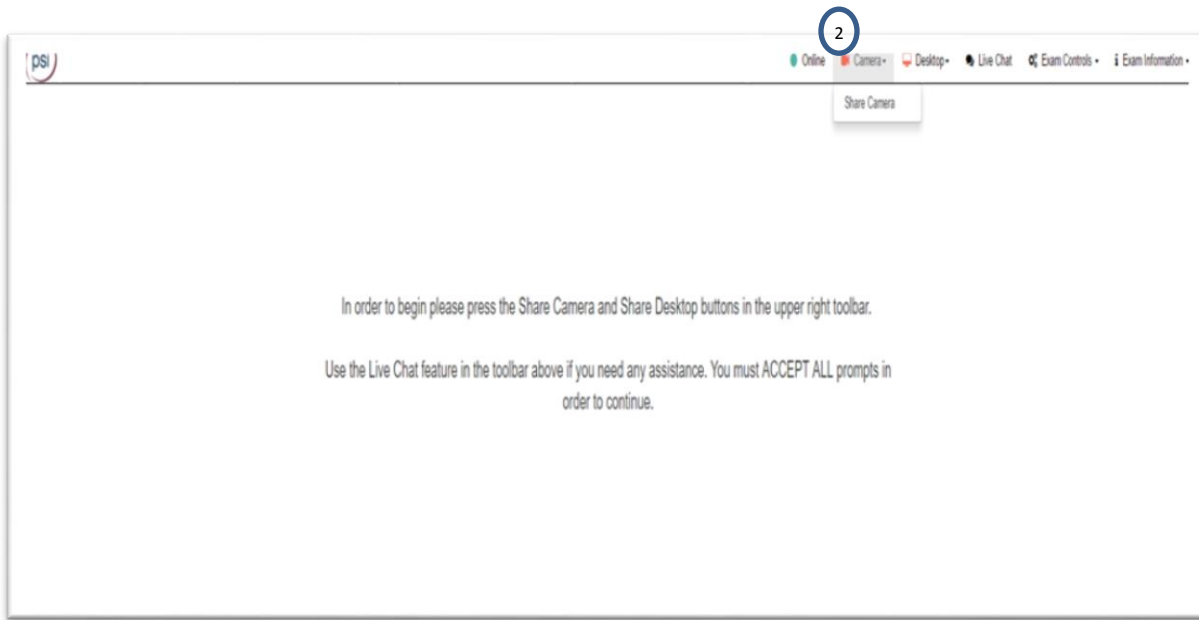 2
psi
Online Camera Desktop Live Chat Exam Controls Exam Information
Share Camera
In order to begin please press the Share Camera and Share Desktop buttons in the upper right toolbar.
Use the Live Chat feature in the toolbar above if you need any assistance. You must ACCEPT ALL prompts in
order to continue.